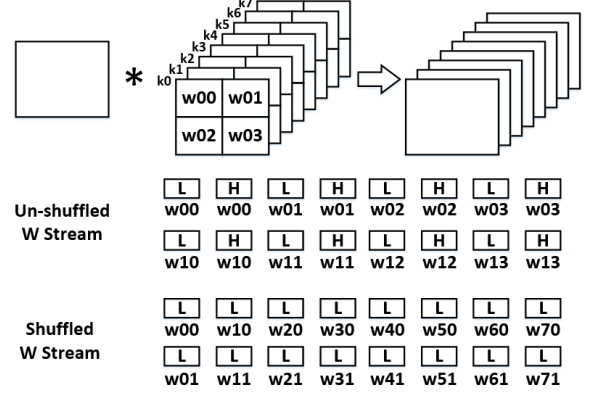 k7
k6
k5
k4
k3
k2
k1
k0
*
w00 w01
w02 w03
L H L H L H L H
w00 w00 w01 w01 w02 w02 w03 w03
Un-shuffled
W Stream
L H L H L H L H
w10 w10 w11 w11 w12 w12 w13 w13
L L L L L L L L
w00 w10 w20 w30 w40 w50 w60 w70
Shuffled
W Stream
L L L L L L L L
w01 w11 w21 w31 w41 w51 w61 w71